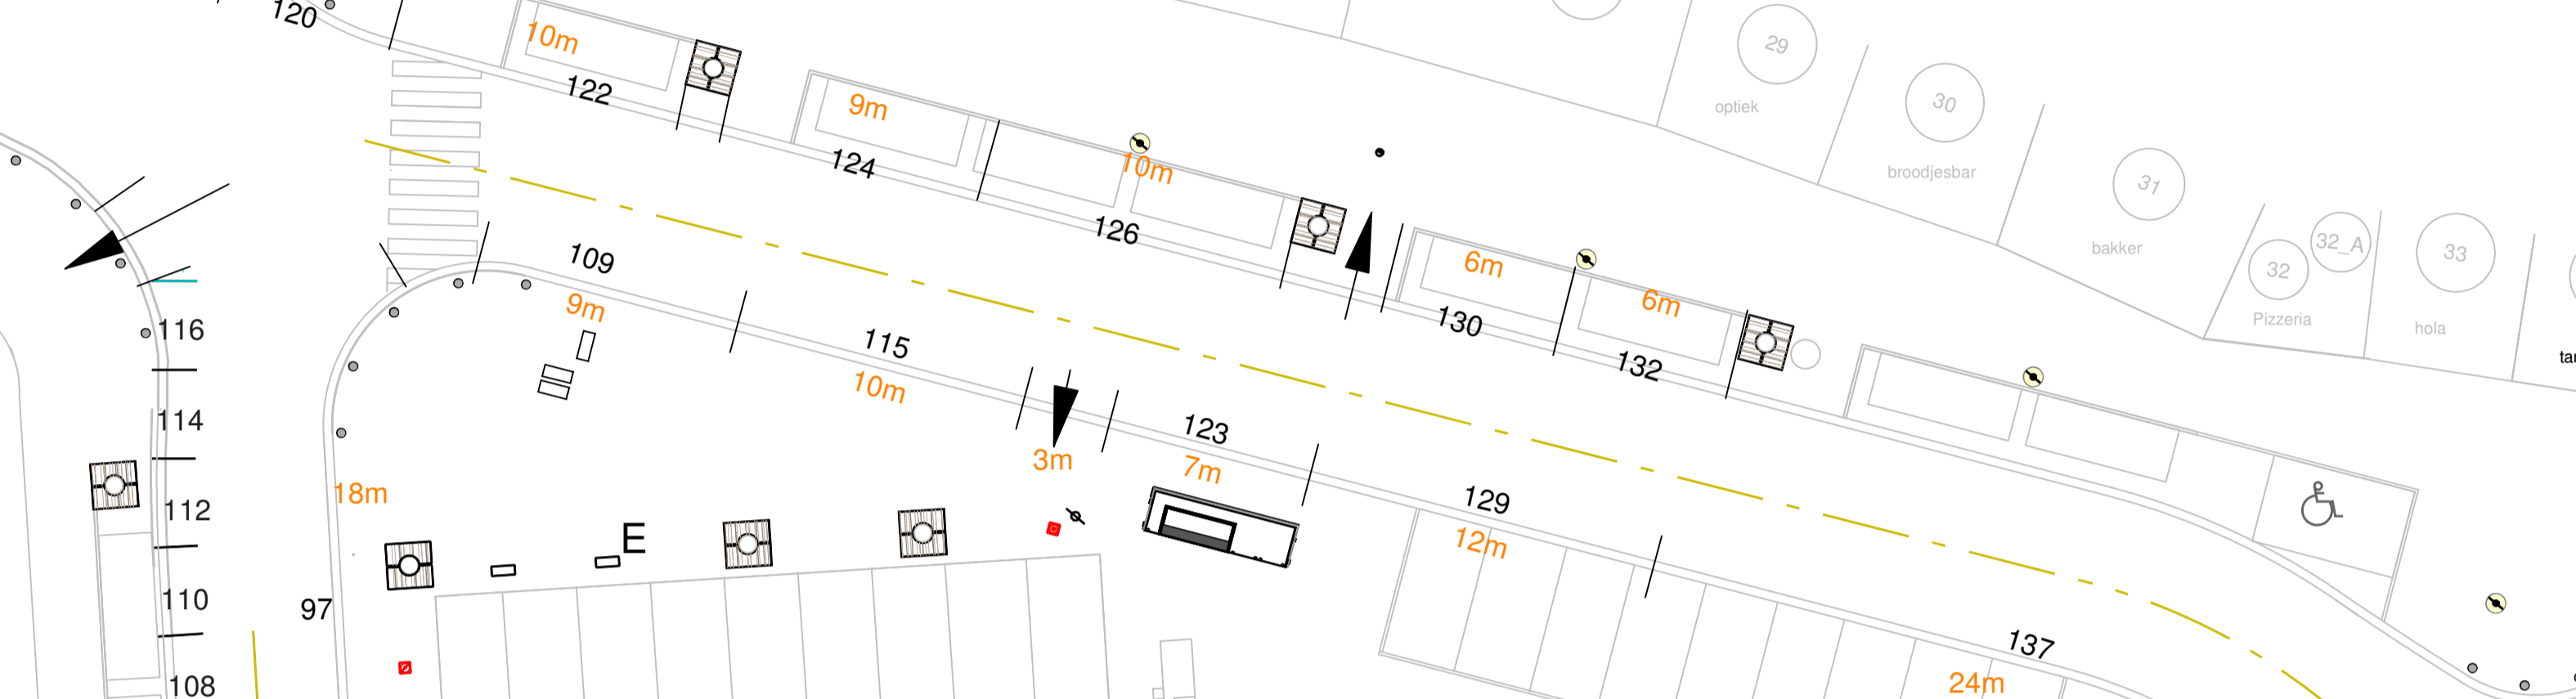 120
10m
122
9m
124
10m
126
6m
130
6m
132
29
optiek
30
broodjesbar
31
bakker
32
32_A
Pizzeria
33
hola
109
9m
115
10m
3m
123
7m
129
12m
137
24m
116
114
112
110
108
18m
97
E